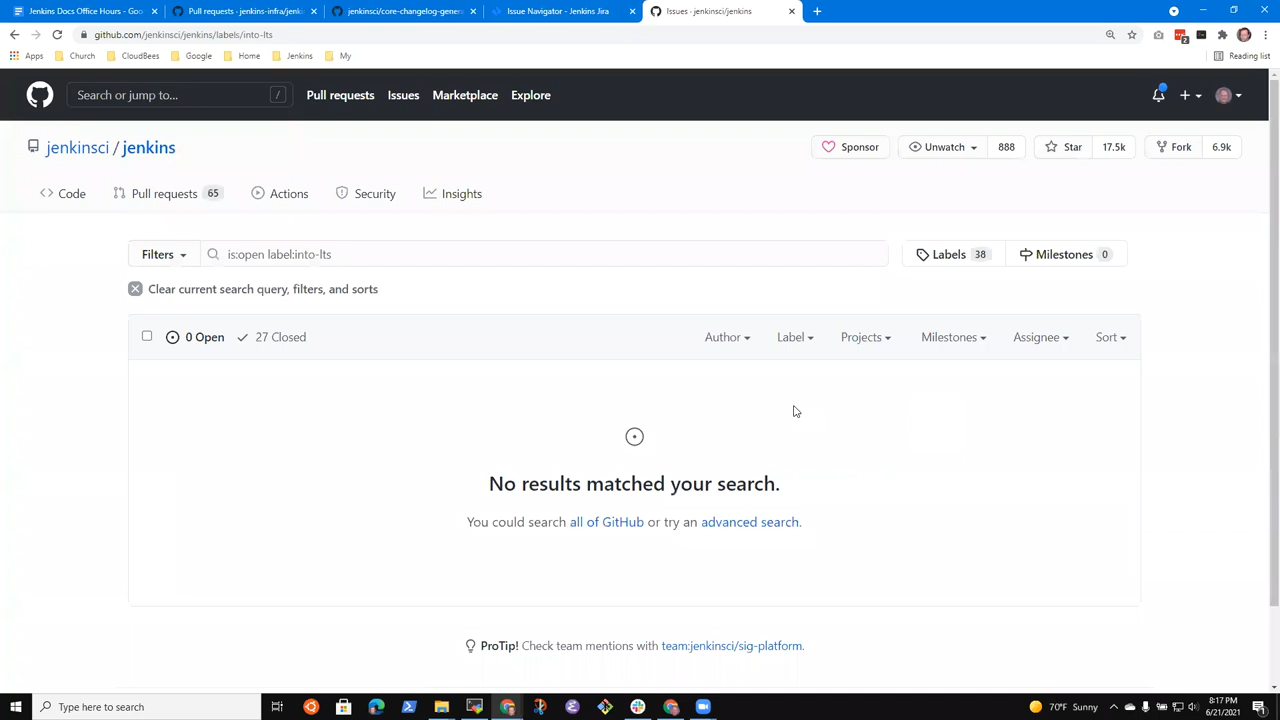 Jenkins Docs Office Hours - Goo
Pull requests · jenkins-infra/jenki
jenkinsci/core-changelog-gener
Issue Navigator - Jenkins Jira
Issues · jenkinsci/jenkins
github.com/jenkinsci/jenkins/labels/into-lts
Apps
Church
CloudBees
Google
Home
Jenkins
My
Reading list
Search or jump to...
/
Pull requests
Issues
Marketplace
Explore
jenkinsci / jenkins
Sponsor
Unwatch
888
Star
17.5k
Fork
6.9k
Code
Pull requests 65
Actions
Security
Insights
Filters
is:open label:into-lts
Labels 38
Milestones 0
Clear current search query, filters, and sorts
0 Open
27 Closed
Author
Label
Projects
Milestones
Assignee
Sort
No results matched your search.
You could search all of GitHub or try an advanced search.
ProTip! Check team mentions with team:jenkinsci/sig-platform.
Type here to search
70°F Sunny
8:17 PM
6/21/2021